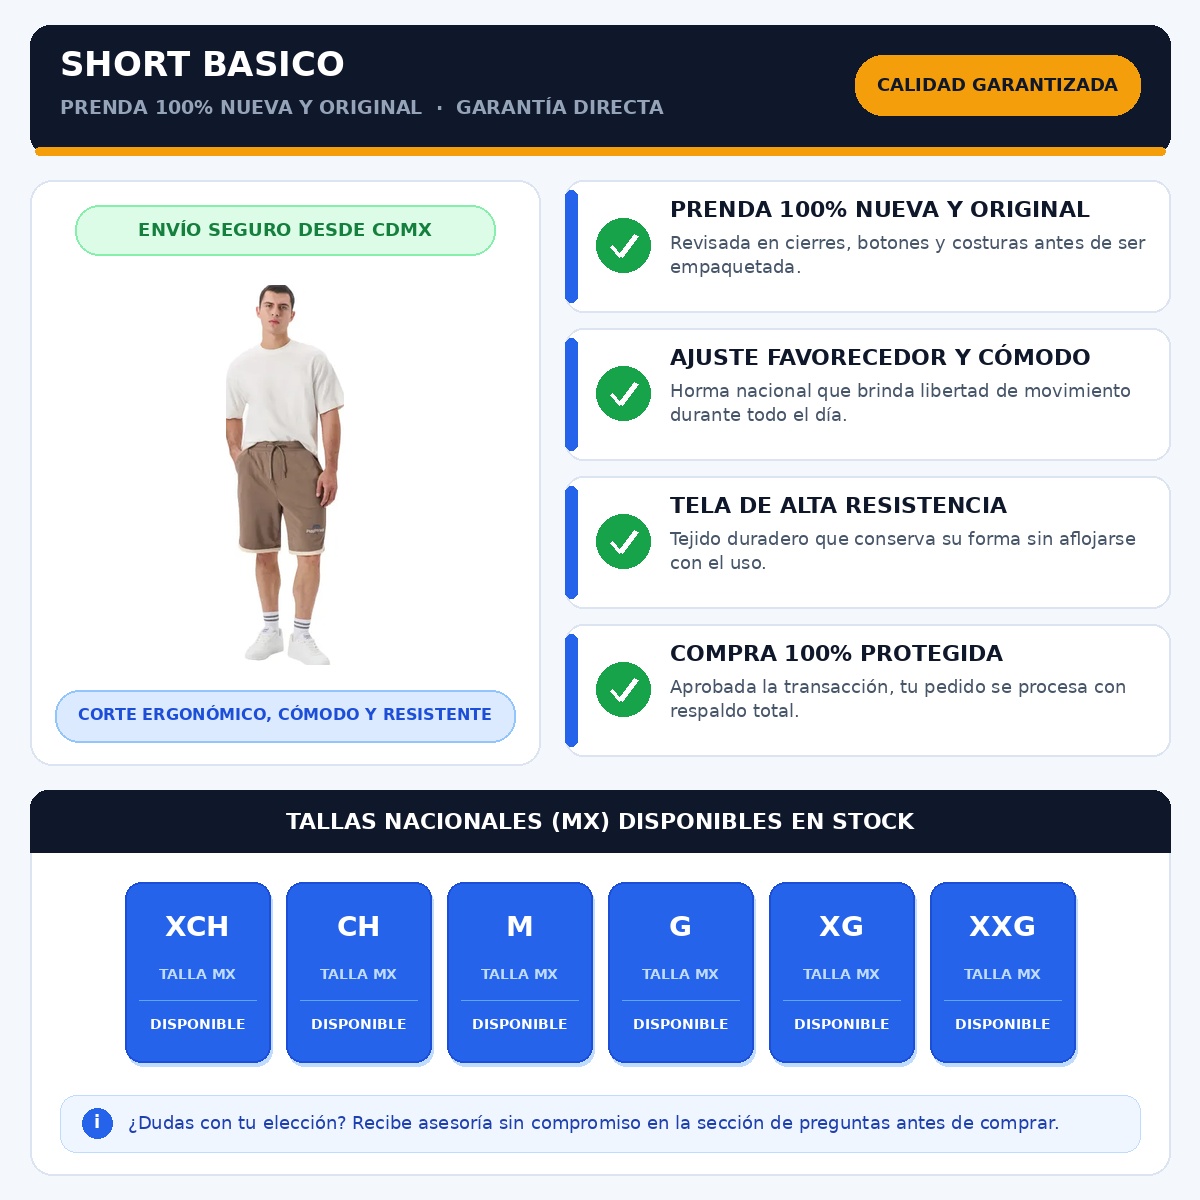 SHORT BASICO
PRENDA 100% NUEVA Y ORIGINAL · GARANTÍA DIRECTA
CALIDAD GARANTIZADA
ENVÍO SEGURO DESDE CDMX
CORTE ERGONÓMICO, CÓMODO Y RESISTENTE
PRENDA 100% NUEVA Y ORIGINAL
Revisada en cierres, botones y costuras antes de ser
empaquetada.
AJUSTE FAVORECEDOR Y CÓMODO
Horma nacional que brinda libertad de movimiento
durante todo el día.
TELA DE ALTA RESISTENCIA
Tejido duradero que conserva su forma sin aflojarse
con el uso.
COMPRA 100% PROTEGIDA
Aprobada la transacción, tu pedido se procesa con
respaldo total.
TALLAS NACIONALES (MX) DISPONIBLES EN STOCK
XCH
TALLA MX
DISPONIBLE
CH
TALLA MX
DISPONIBLE
M
TALLA MX
DISPONIBLE
G
TALLA MX
DISPONIBLE
XG
TALLA MX
DISPONIBLE
XXG
TALLA MX
DISPONIBLE
i
¿Dudas con tu elección? Recibe asesoría sin compromiso en la sección de preguntas antes de comprar.